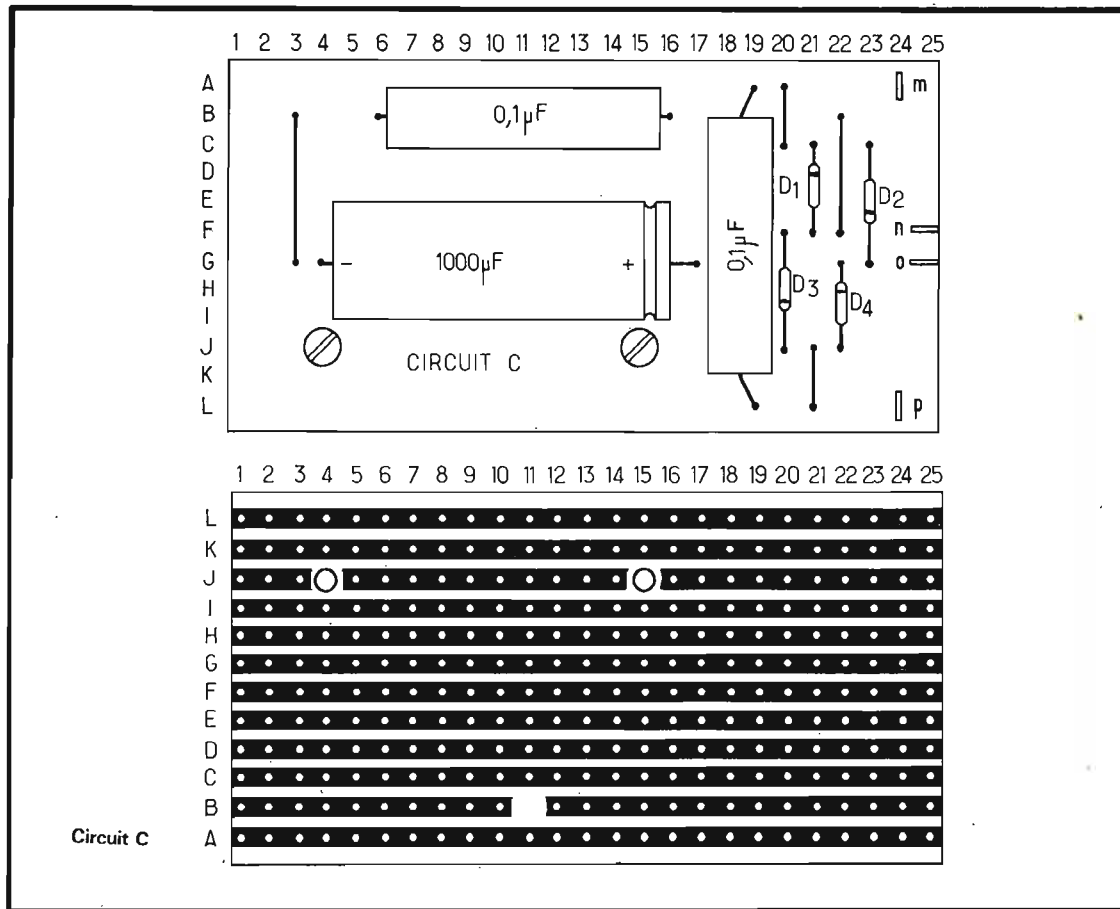 1 2 3 4 5 6 7 8 9 10 11 12 13 14 15 16 17 18 19 20 21 22 23 24 25
A m
B 0,1µF
C
D D1
E D2
F n
G - 1000µF + 0,1µF o
H D3 D4
I
J
K CIRCUIT C
L p
1 2 3 4 5 6 7 8 9 10 11 12 13 14 15 16 17 18 19 20 21 22 23 24 25
L
K
J
I
H
G
F
E
D
C
B
A
Circuit C